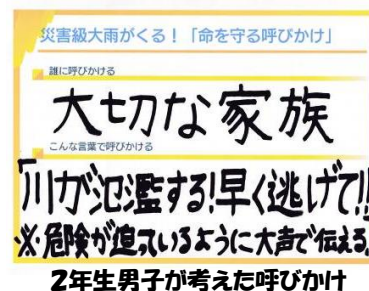 災害級大雨がくる！「命を守る呼びかけ」
誰に呼びかける
大切な家族
こんな言葉で呼びかける
「川が氾濫する!早く逃げて!!
※危険が迫っているように大声で伝える。
2年生男子が考えた呼びかけ